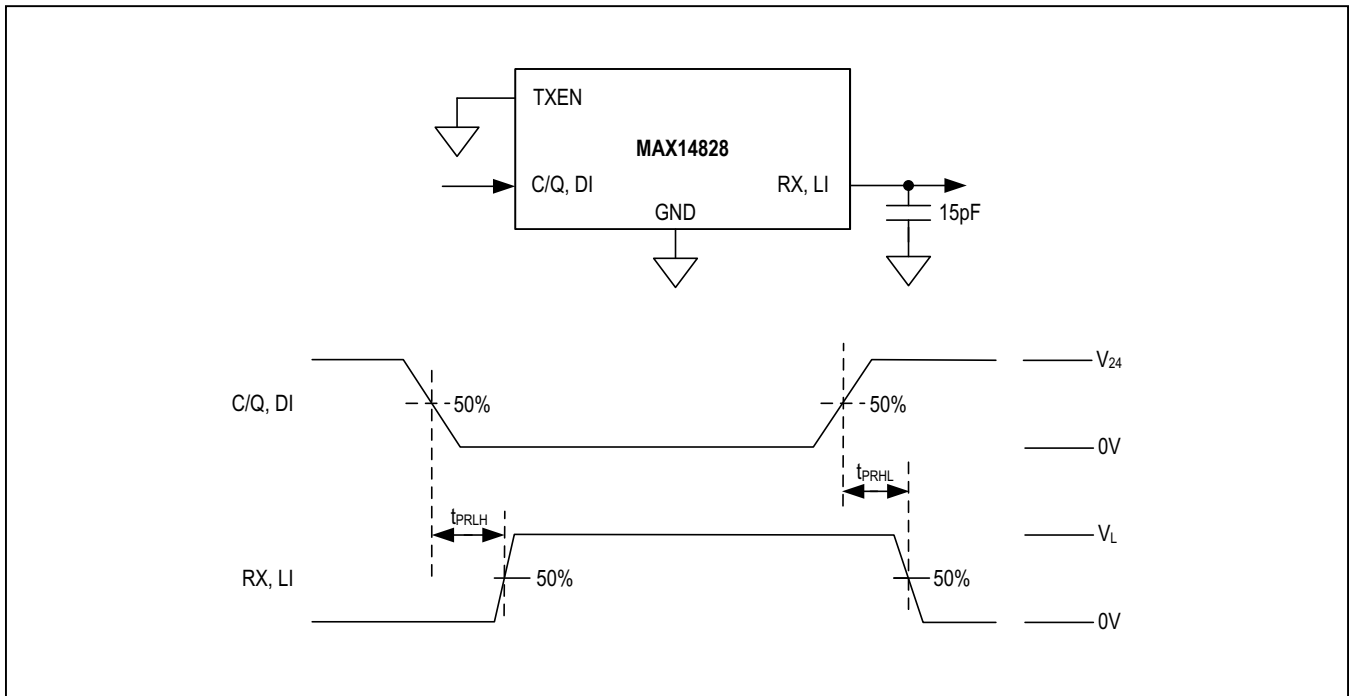 TXEN
MAX14828
C/Q, DI
RX, LI
GND
15pF
V24
C/Q, DI
50%
50%
0V
tPRHL
tPRLH
VL
RX, LI
50%
50%
0V